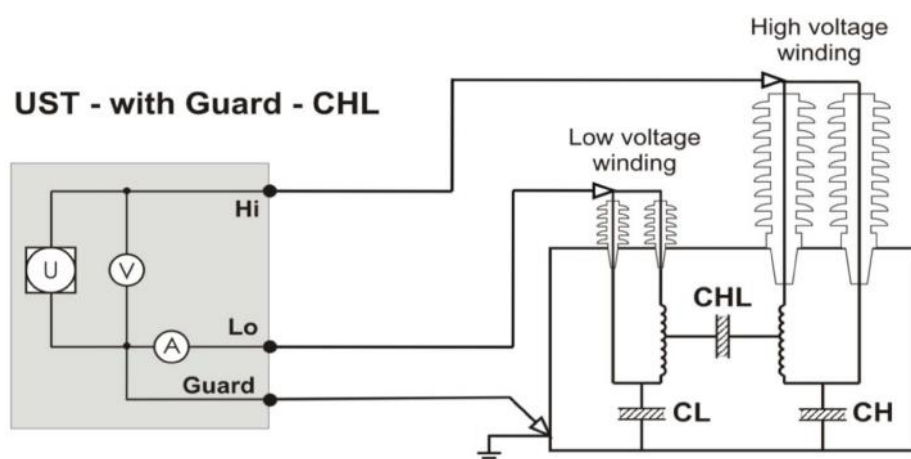 High voltage
winding
UST - with Guard - CHL
Low voltage
winding
Hi
U
V
CHL
Lo
A
Guard
CL
CH